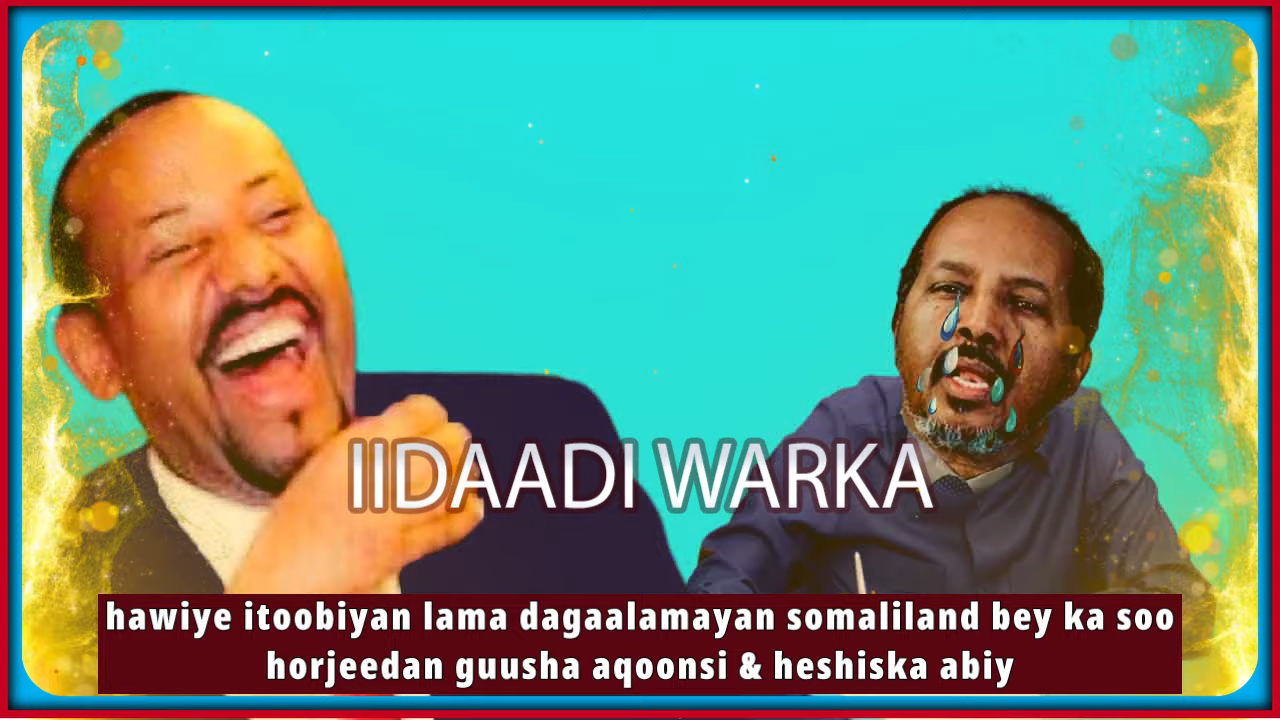 IIDAADI WARKA
hawiye itoobiyan lama dagaalamayan somaliland bey ka soo
horjeedan guusha aqoonsi & heshiska abiy